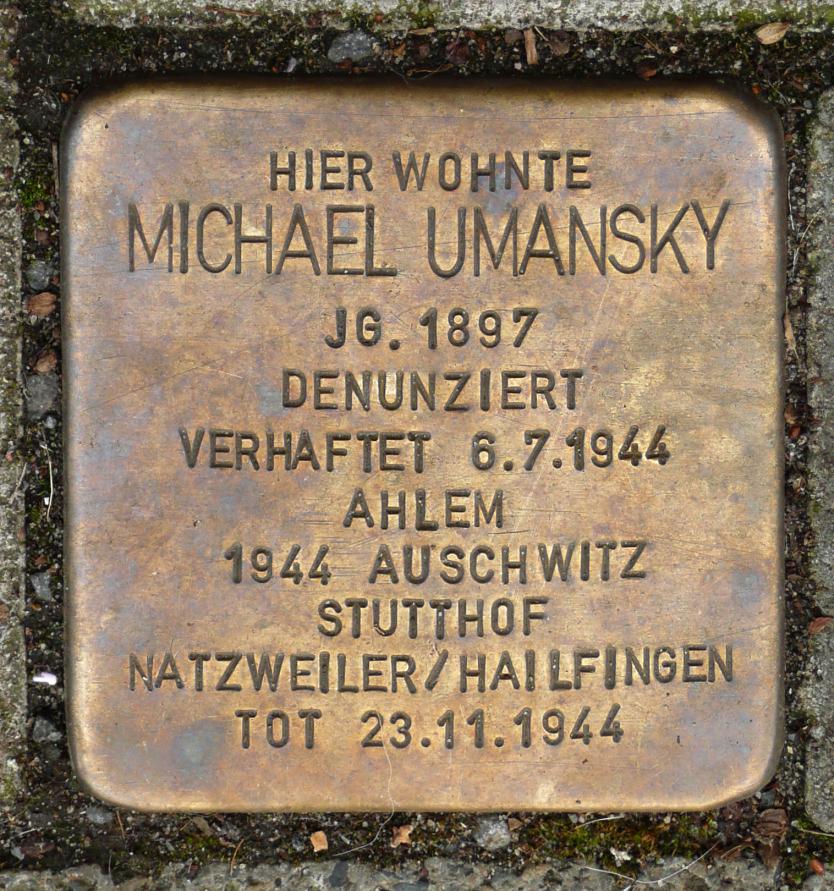 HIER WOHNTE
MICHAEL UMANSKY
JG. 1897
DENUNZIERT
VERHAFTET 6.7.1944
AHLEM
1944 AUSCHWITZ
STUTTHOF
NATZWEILER/HAILFINGEN
TOT 23.11.1944